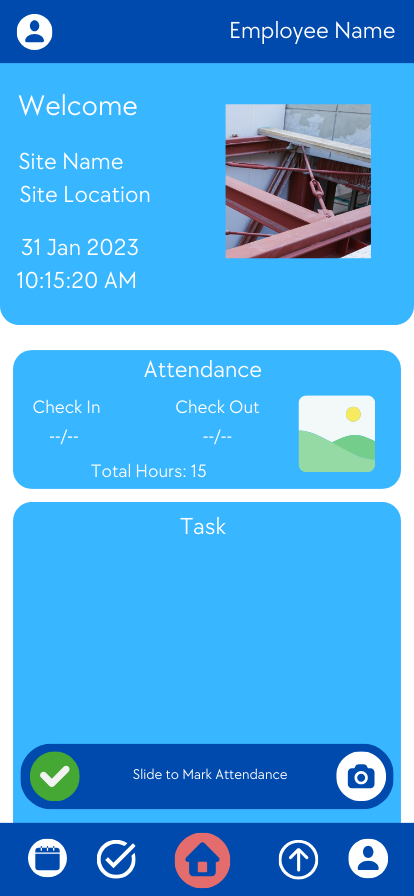 Employee Name
Welcome
Site Name
Site Location
31 Jan 2023
10:15:20 AM
Attendance
Check In
Check Out
--/--
--/--
Total Hours: 15
Task
Slide to Mark Attendance